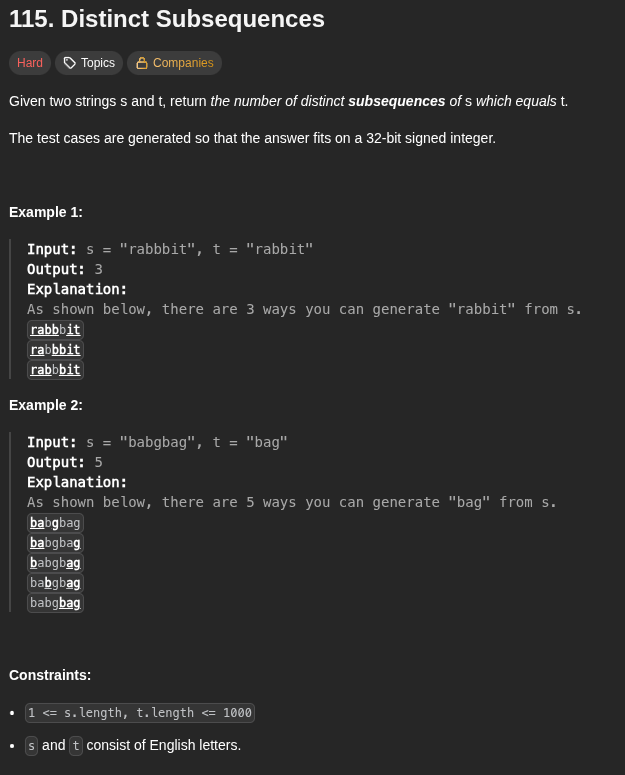 115. Distinct Subsequences
Hard Topics Companies
Given two strings s and t, return the number of distinct subsequences of s which equals t.
The test cases are generated so that the answer fits on a 32-bit signed integer.
Example 1:
Input: s = "rabbbit", t = "rabbit"
Output: 3
Explanation:
As shown below, there are 3 ways you can generate "rabbit" from s.
rabbbit
rabbbit
rabbbit
Example 2:
Input: s = "babgbag", t = "bag"
Output: 5
Explanation:
As shown below, there are 5 ways you can generate "bag" from s.
babgbag
babgbag
babgbag
babgbag
babgbag
Constraints:
• 1 <= s.length, t.length <= 1000
• s and t consist of English letters.